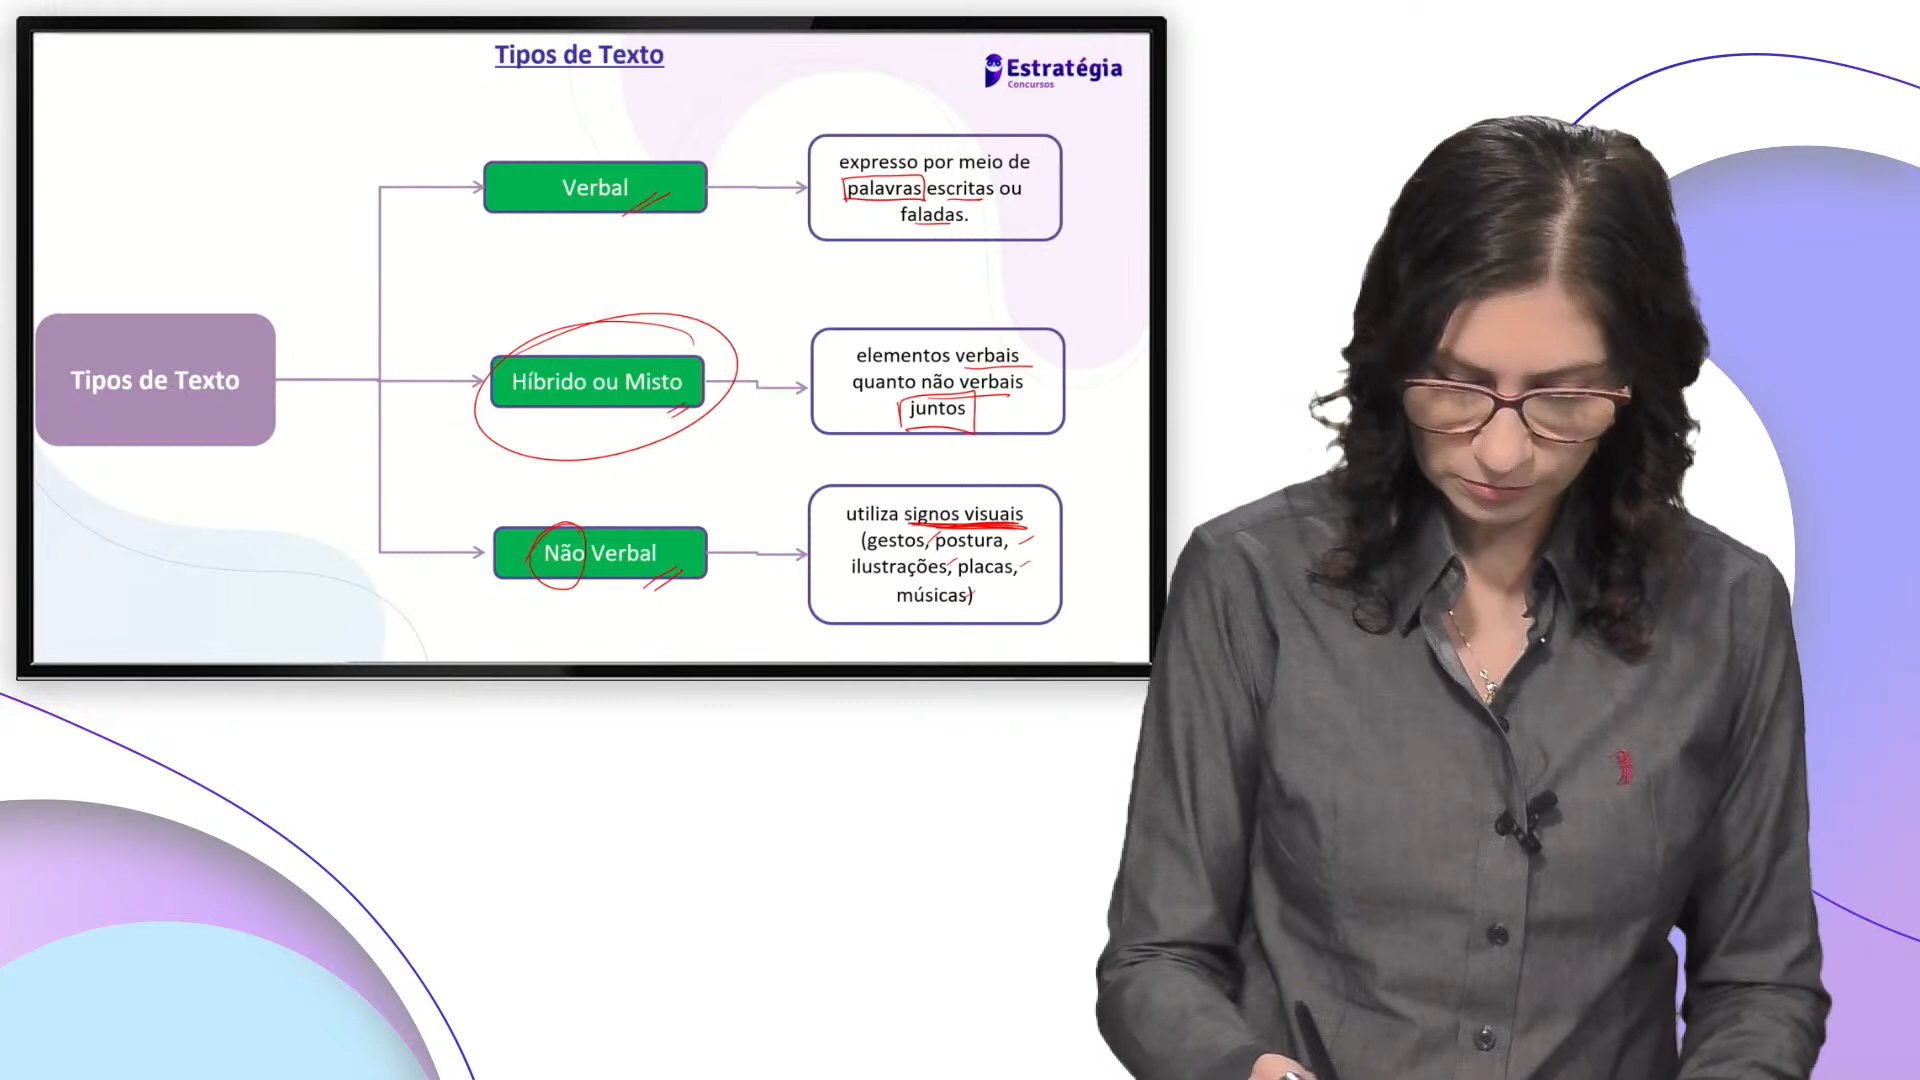 Tipos de Texto
Estratégia
Concursos
Tipos de Texto
Verbal
expresso por meio de
palavras escritas ou
faladas.
Híbrido ou Misto
elementos verbais
quanto não verbais
juntos
Não Verbal
utiliza signos visuais
(gestos, postura,
ilustrações, placas,
músicas)